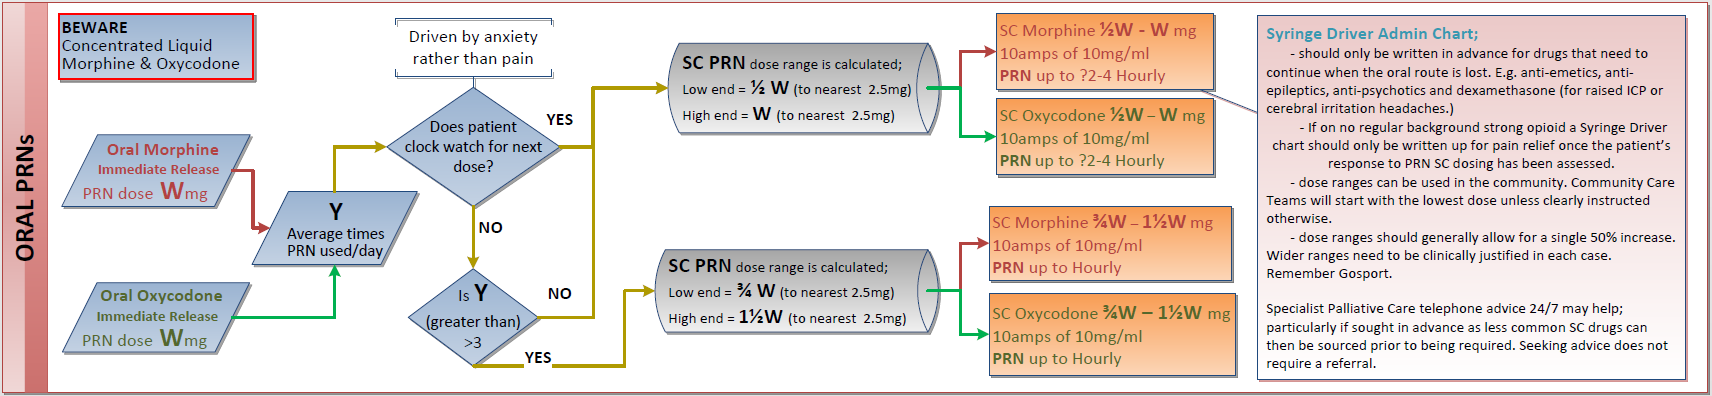 ORAL PRNs
BEWARE
Concentrated Liquid
Morphine & Oxycodone
Oral Morphine
Immediate Release
PRN dose Wmg
Oral Oxycodone
Immediate Release
PRN dose Wmg
Y
Average times
PRN used/day
Driven by anxiety
rather than pain
Does patient
clock watch for next
dose?
YES
NO
Is Y
(greater than)
>3
NO
YES
SC PRN dose range is calculated;
Low end = ½ W (to nearest 2.5mg)
High end = W (to nearest 2.5mg)
SC PRN dose range is calculated;
Low end = ¾ W (to nearest 2.5mg)
High end = 1½W (to nearest 2.5mg)
SC Morphine ½W - W mg
10amps of 10mg/ml
PRN up to ?2-4 Hourly
SC Oxycodone ½W – W mg
10amps of 10mg/ml
PRN up to ?2-4 Hourly
SC Morphine ¾W – 1½W mg
10amps of 10mg/ml
PRN up to Hourly
SC Oxycodone ¾W – 1½W mg
10amps of 10mg/ml
PRN up to Hourly
Syringe Driver Admin Chart;
- should only be written in advance for drugs that need to
continue when the oral route is lost. E.g. anti-emetics, anti-
epileptics, anti-psychotics and dexamethasone (for raised ICP or
cerebral irritation headaches.)
- If on no regular background strong opioid a Syringe Driver
chart should only be written up for pain relief once the patient's
response to PRN SC dosing has been assessed.
- dose ranges can be used in the community. Community Care
Teams will start with the lowest dose unless clearly instructed
otherwise.
- dose ranges should generally allow for a single 50% increase.
Wider ranges need to be clinically justified in each case.
Remember Gosport.
Specialist Palliative Care telephone advice 24/7 may help;
particularly if sought in advance as less common SC drugs can
then be sourced prior to being required. Seeking advice does not
require a referral.